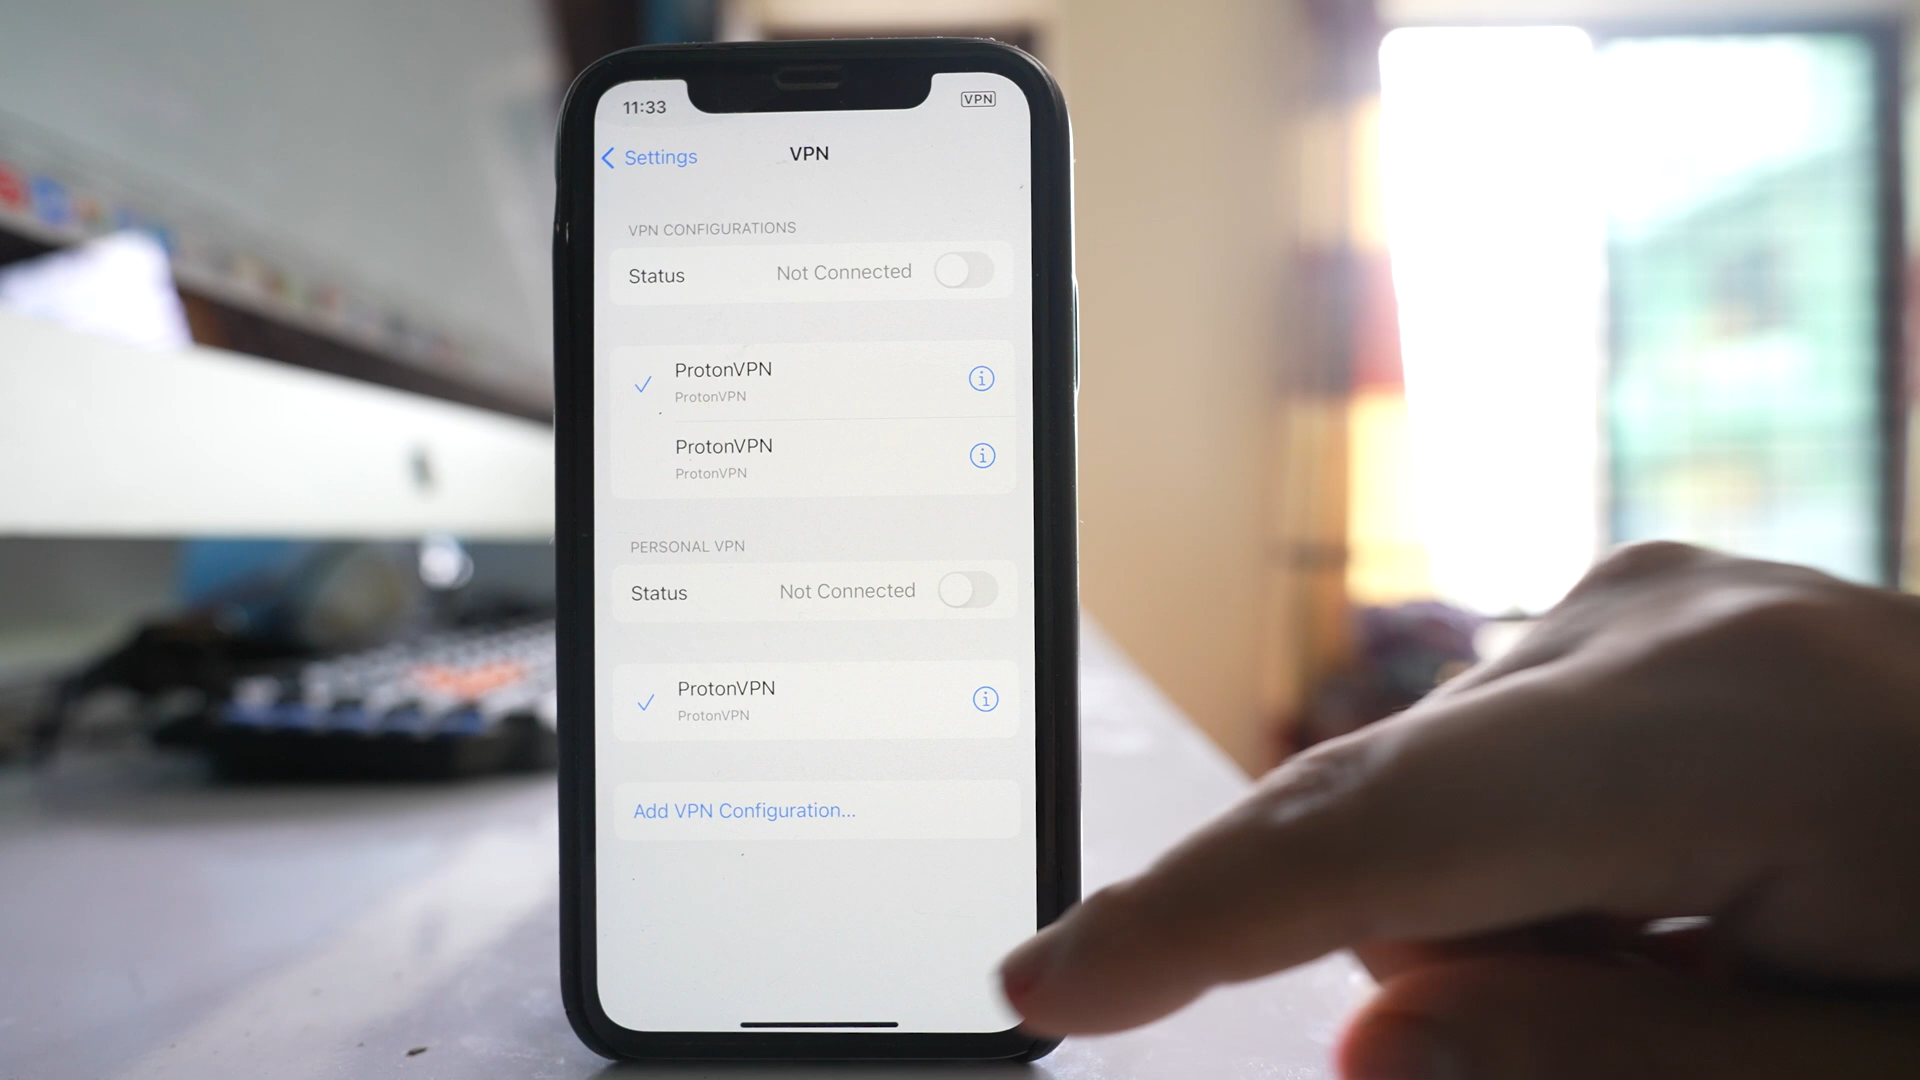 11:33
VPN
Settings
VPN
VPN CONFIGURATIONS
Status Not Connected
ProtonVPN
ProtonVPN
ProtonVPN
ProtonVPN
PERSONAL VPN
Status Not Connected
ProtonVPN
ProtonVPN
Add VPN Configuration...